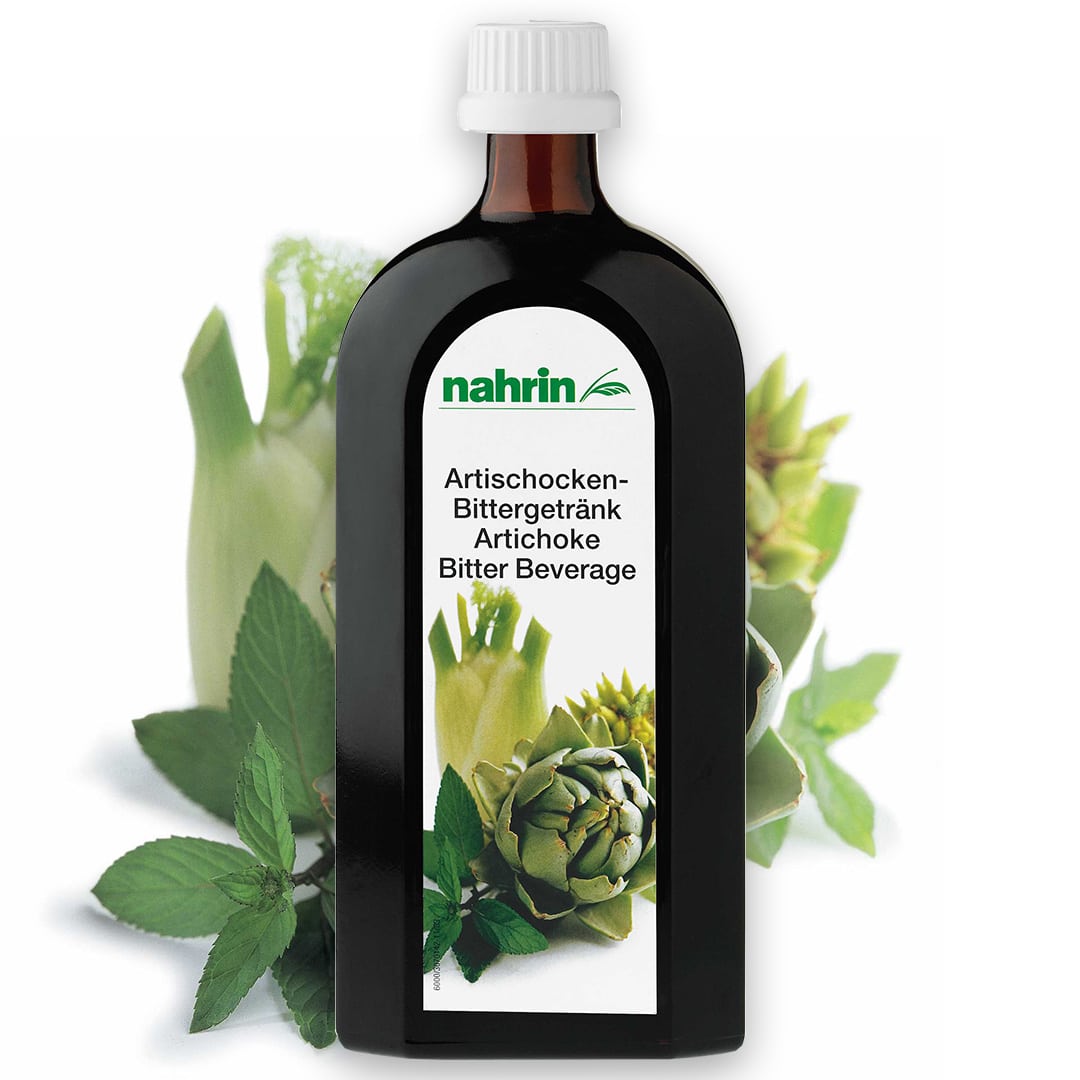 nahrin
Artischocken-
Bittergetränk
Artichoke
Bitter Beverage